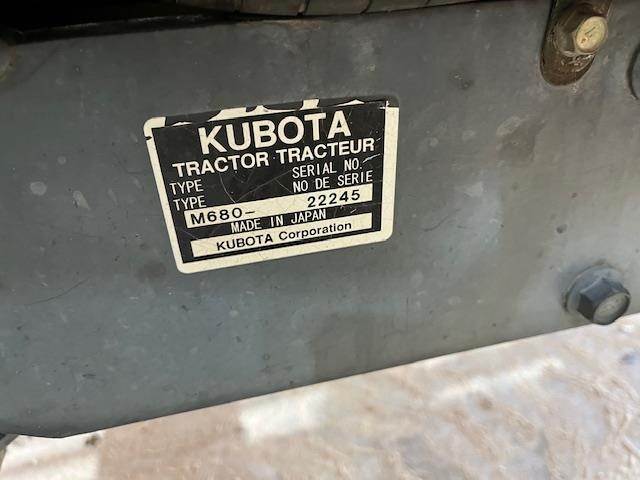 KUBOTA
TRACTOR TRACTEUR
TYPE SERIAL NO.
TYPE NO DE SERIE
M680- 22245
MADE IN JAPAN
KUBOTA Corporation